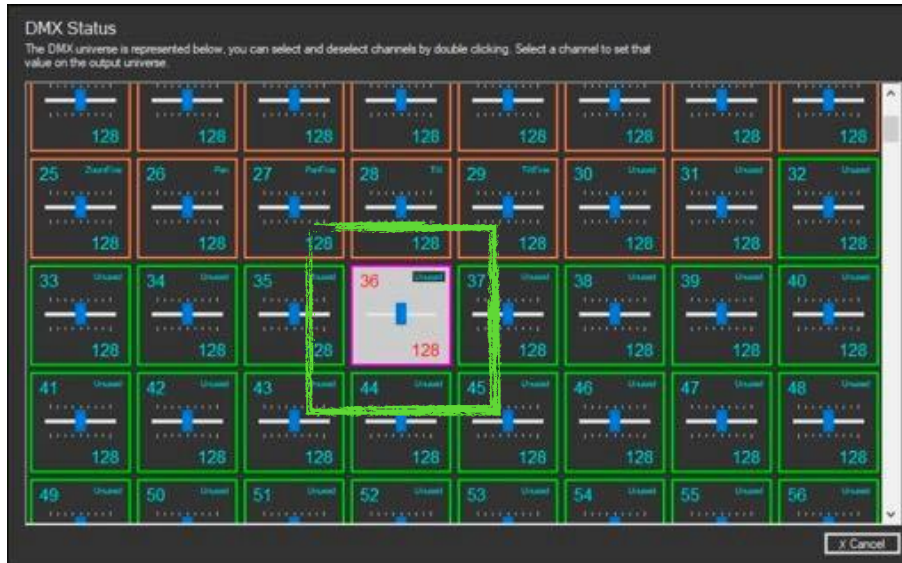 DMX Status
The DMX universe is represented below, you can select and deselect channels by double clicking. Select a channel to set that
value on the output universe.
128 128 128 128 128 128 128 128
25 ZoomFine 26 Pan 27 PanFine 28 Tilt 29 TiltFine 30 Unused 31 Unused 32 Unused
128 128 128 128 128 128 128 128
33 Unused 34 Unused 35 Unused 36 Unused 37 Unused 38 Unused 39 Unused 40 Unused
128 128 128 128 128 128 128 128
41 Unused 42 Unused 43 Unused 44 Unused 45 Unused 46 Unused 47 Unused 48 Unused
128 128 128 128 128 128 128 128
49 Unused 50 Unused 51 Unused 52 Unused 53 Unused 54 Unused 55 Unused 56 Unused
X Cancel